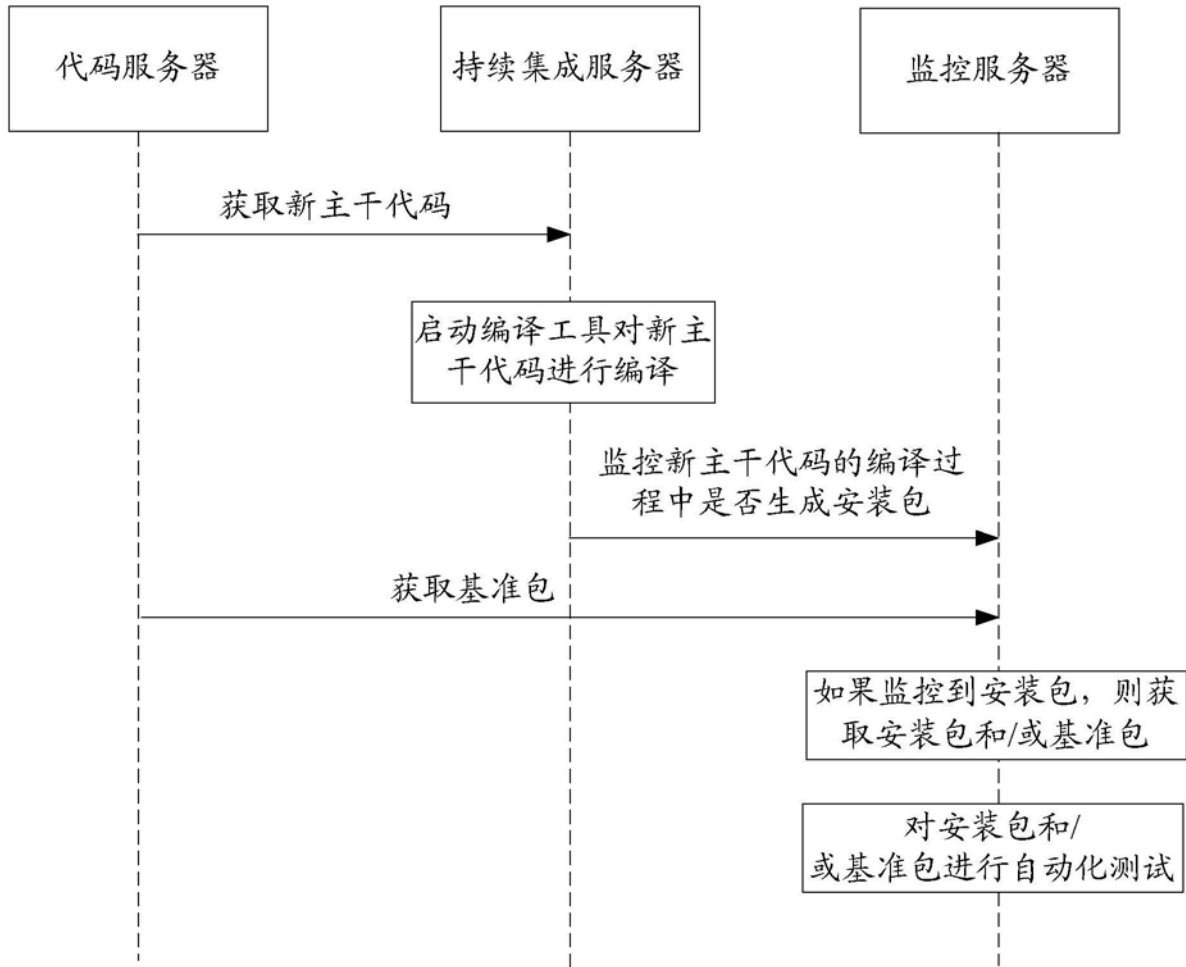 代码服务器
持续集成服务器
监控服务器
获取新主干代码
启动编译工具对新主
干代码进行编译
监控新主干代码的编译过
程中是否生成安装包
获取基准包
如果监控到安装包，则获
取安装包和/或基准包
对安装包和/
或基准包进行自动化测试